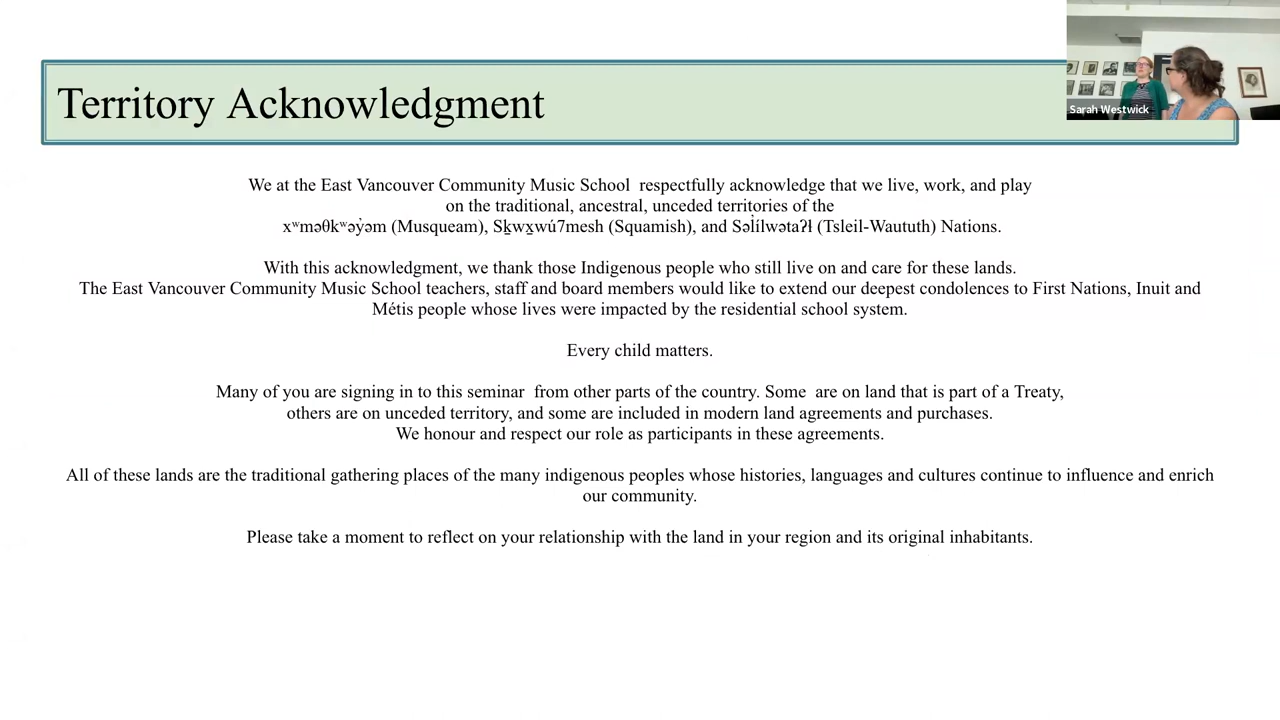 Territory Acknowledgment
Sarah Westwick
We at the East Vancouver Community Music School  respectfully acknowledge that we live, work, and play
on the traditional, ancestral, unceded territories of the
xʷməθkʷəy̓əm (Musqueam), Sḵwx̱wú7mesh (Squamish), and Səl̓ílwətaʔɬ (Tsleil-Waututh) Nations.
With this acknowledgment, we thank those Indigenous people who still live on and care for these lands.
The East Vancouver Community Music School teachers, staff and board members would like to extend our deepest condolences to First Nations, Inuit and
Métis people whose lives were impacted by the residential school system.
Every child matters.
Many of you are signing in to this seminar  from other parts of the country. Some  are on land that is part of a Treaty,
others are on unceded territory, and some are included in modern land agreements and purchases.
We honour and respect our role as participants in these agreements.
All of these lands are the traditional gathering places of the many indigenous peoples whose histories, languages and cultures continue to influence and enrich
our community.
Please take a moment to reflect on your relationship with the land in your region and its original inhabitants.